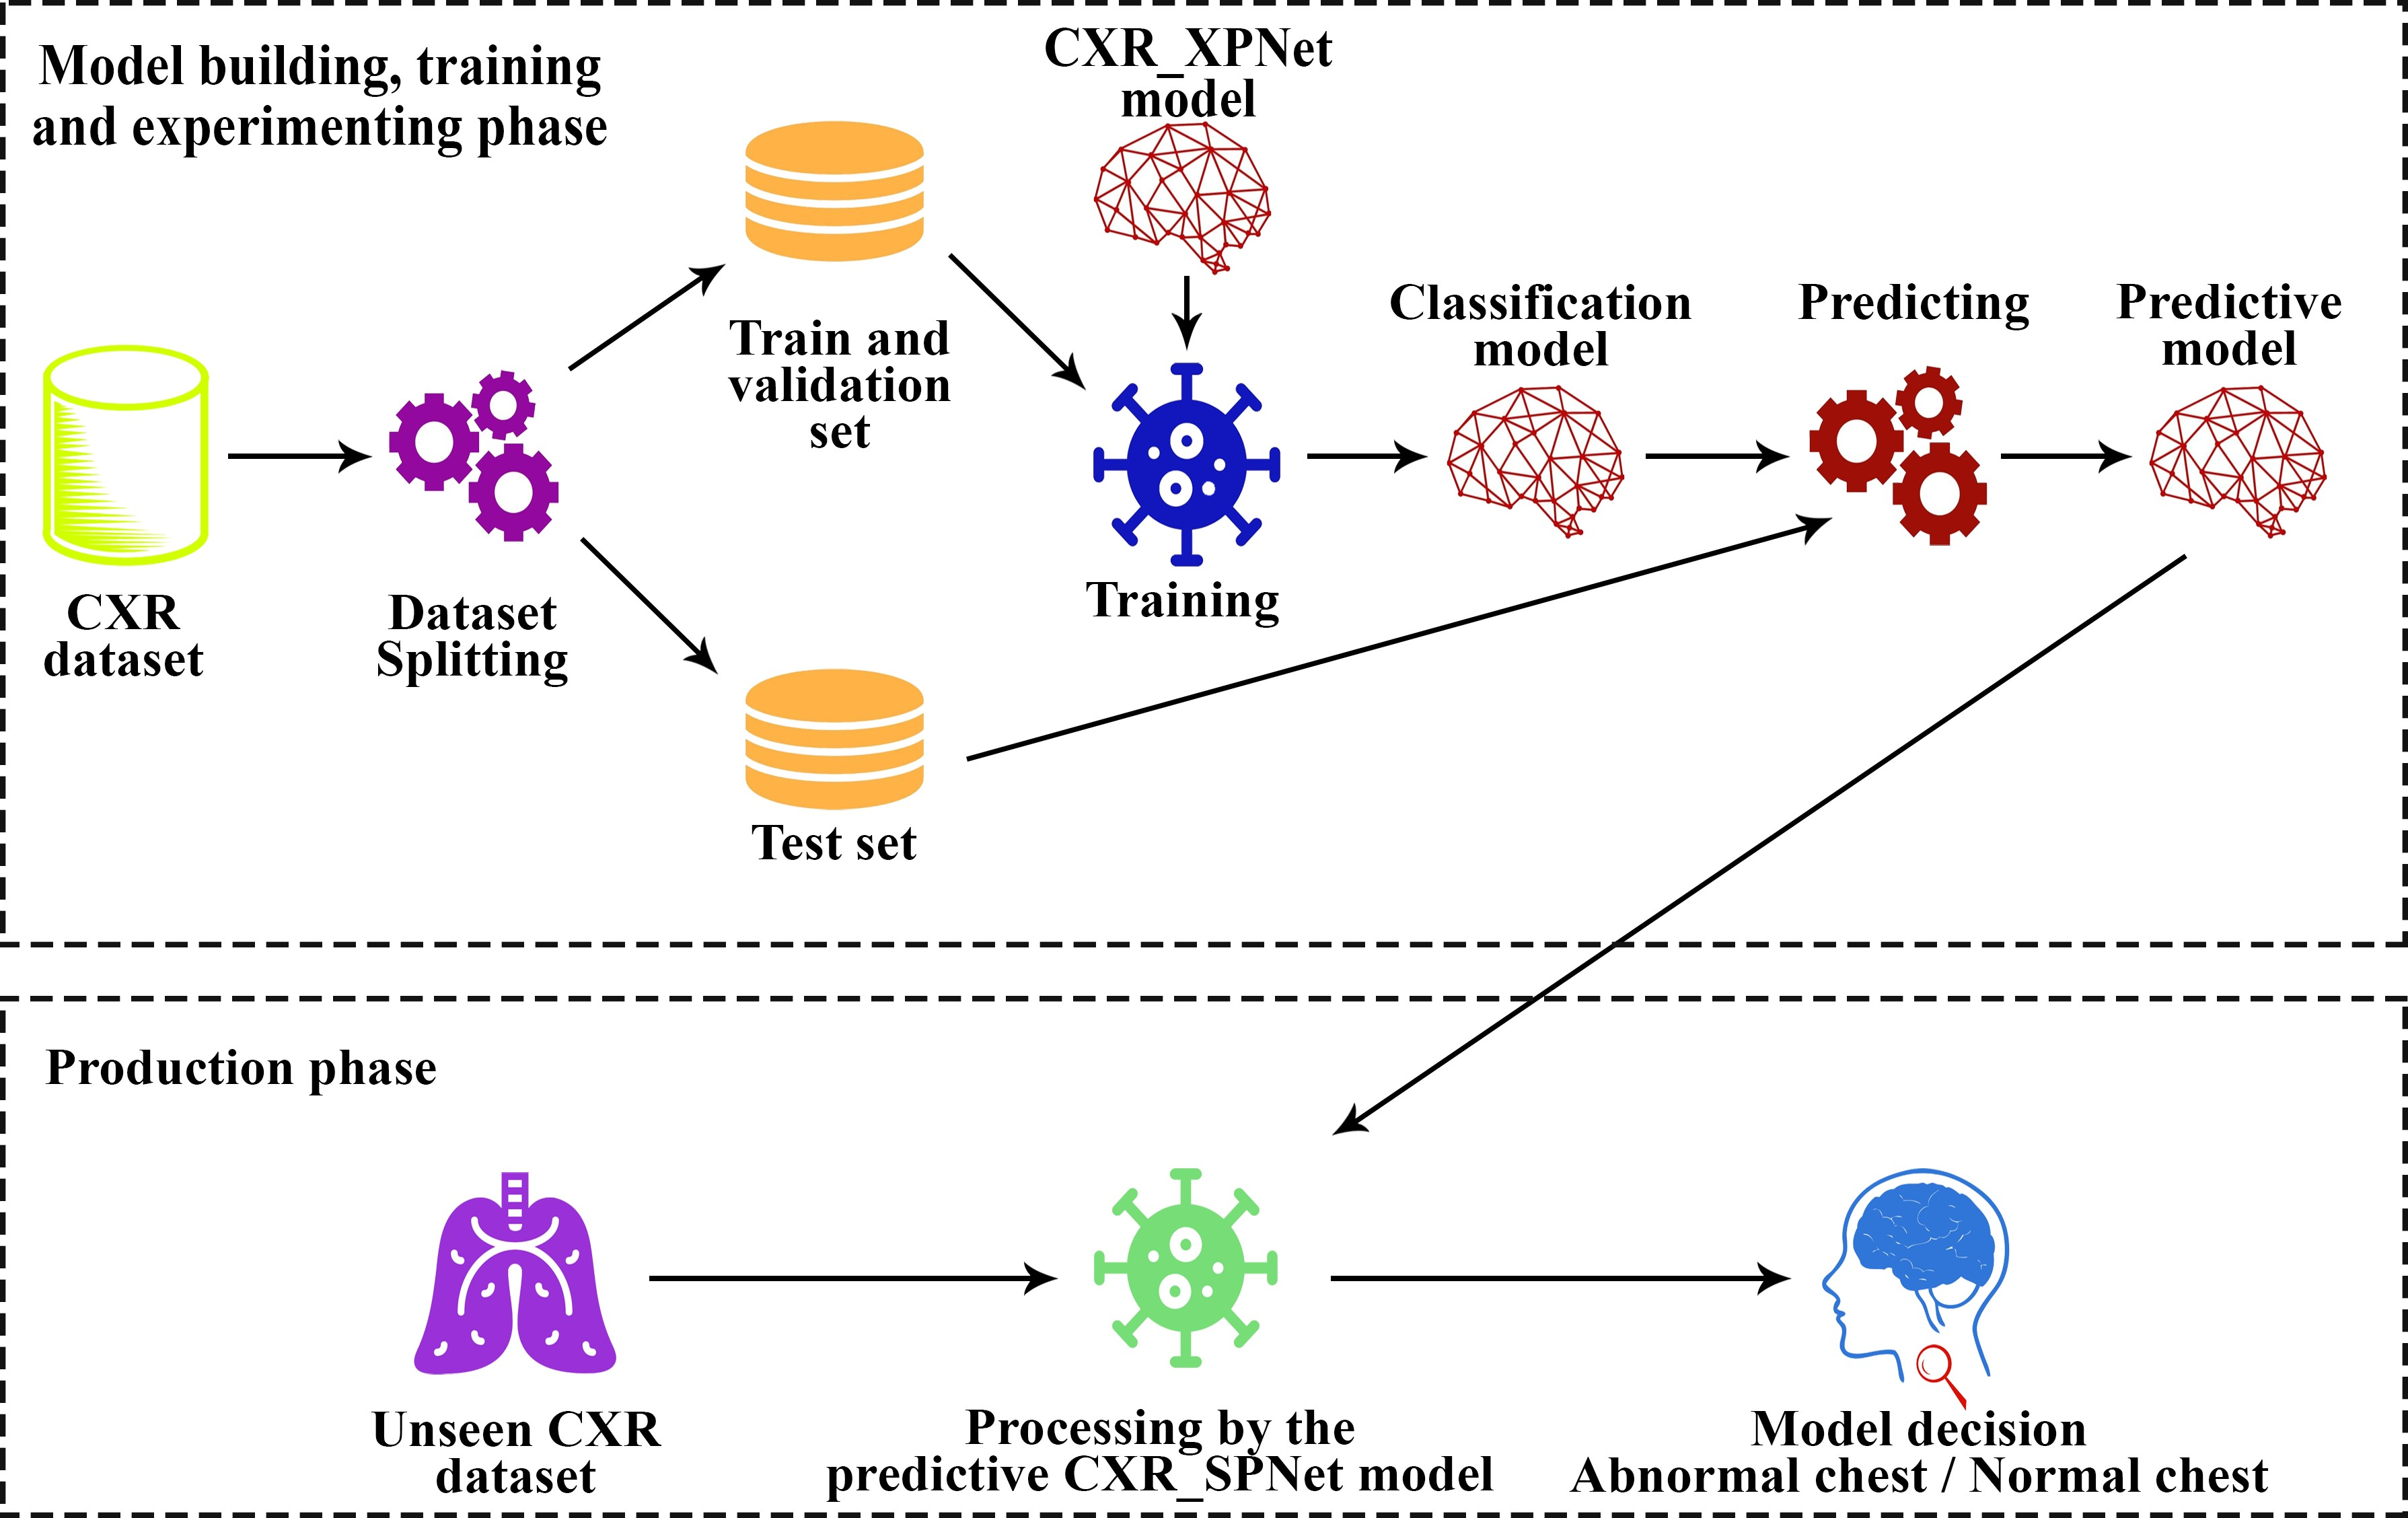 Model building, training
and experimenting phase
CXR_XPNet
model
Train and
validation
set
Classification
model
Predicting
Predictive
model
CXR
dataset
Dataset
Splitting
Training
Test set
Production phase
Unseen CXR
dataset
Processing by the
predictive CXR_SPNet model
Model decision
Abnormal chest / Normal chest